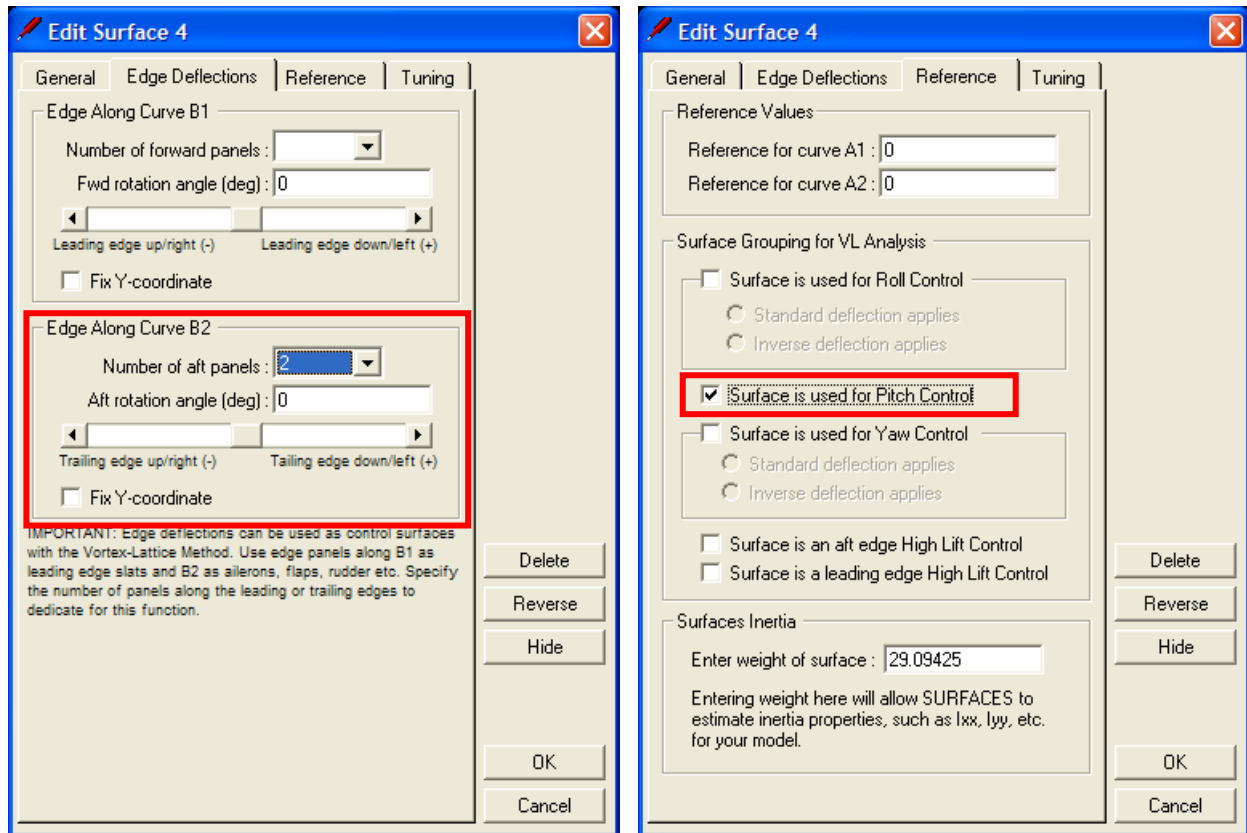 Edit Surface 4
General Edge Deflections Reference Tuning
Edge Along Curve B1
Number of forward panels :
Fwd rotation angle (deg) : 0
Leading edge up/right (-) Leading edge down/left (+)
Fix Y-coordinate
Edge Along Curve B2
Number of aft panels : 2
Aft rotation angle (deg) : 0
Trailing edge up/right (-) Tailing edge down/left (+)
Fix Y-coordinate
IMPORTANT: Edge deflections can be used as control surfaces
with the Vortex-Lattice Method. Use edge panels along B1 as
leading edge slats and B2 as ailerons, flaps, rudder etc. Specify
the number of panels along the leading or trailing edges to
dedicate for this function.
Delete
Reverse
Hide
OK
Cancel
Edit Surface 4
General Edge Deflections Reference Tuning
Reference Values
Reference for curve A1 : 0
Reference for curve A2 : 0
Surface Grouping for VL Analysis
Surface is used for Roll Control
Standard deflection applies
Inverse deflection applies
Surface is used for Pitch Control
Surface is used for Yaw Control
Standard deflection applies
Inverse deflection applies
Surface is an aft edge High Lift Control
Surface is a leading edge High Lift Control
Surfaces Inertia
Enter weight of surface : 29.09425
Entering weight here will allow SURFACES to
estimate inertia properties, such as Ixx, Iyy, etc.
for your model.
Delete
Reverse
Hide
OK
Cancel